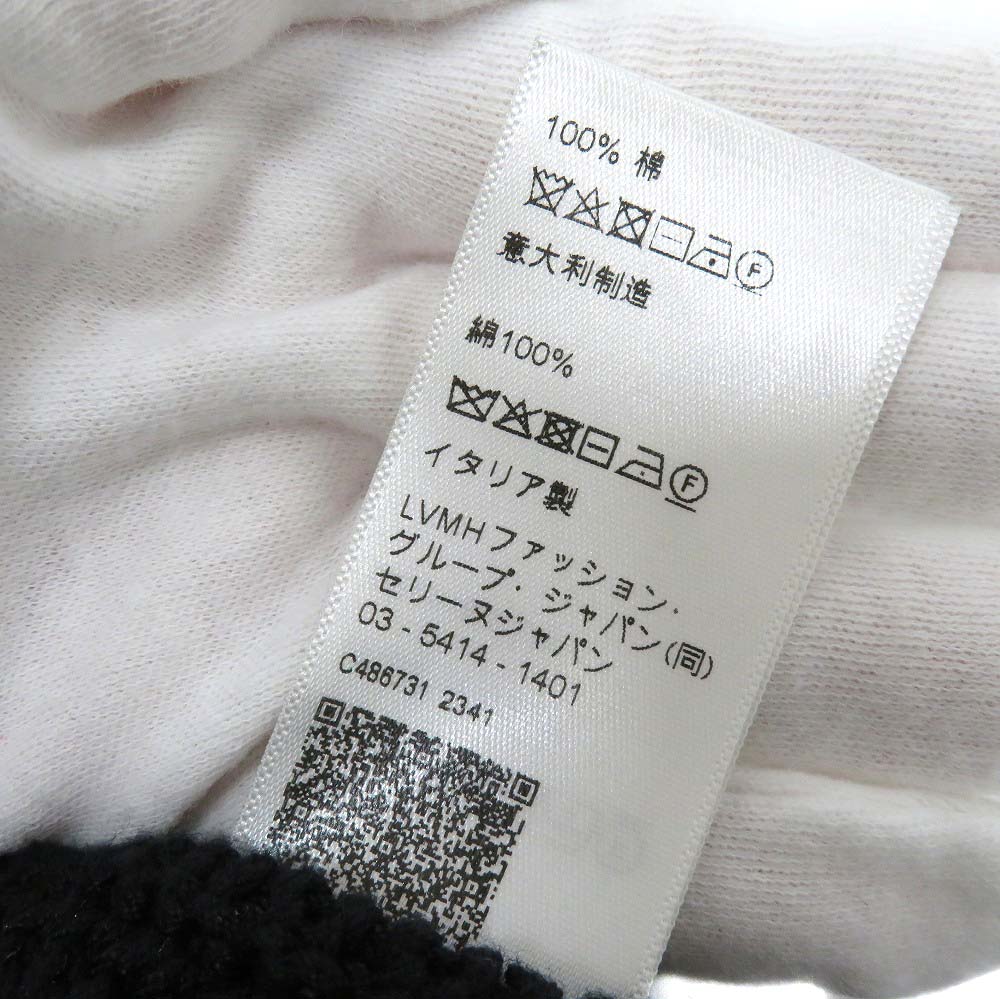 100% 棉
F
意大利制造
綿100%
F
イタリア製
LVMHファッション・
グループ・ジャパン(同)
セリーヌジャパン
03-5414-1401
C486731 2341